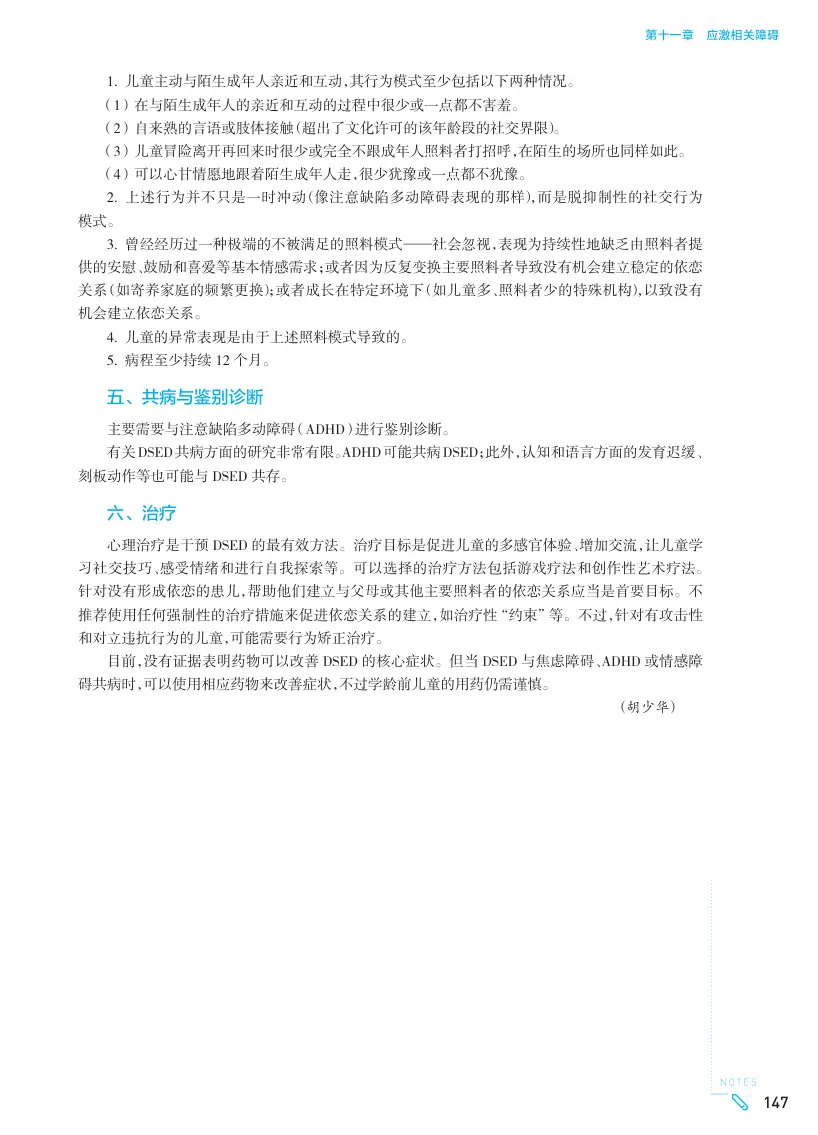 第十一章 应激相关障碍
1. 儿童主动与陌生成年人亲近和互动,其行为模式至少包括以下两种情况。
（1）在与陌生成年人的亲近和互动的过程中很少或一点都不害羞。
（2）自来熟的言语或肢体接触(超出了文化许可的该年龄段的社交界限)。
（3）儿童冒险离开再回来时很少或完全不跟成年人照料者打招呼,在陌生的场所也同样如此。
（4）可以心甘情愿地跟着陌生成年人走,很少犹豫或一点都不犹豫。
2. 上述行为并不只是一时冲动(像注意缺陷多动障碍表现的那样),而是脱抑制性的社交行为
模式。
3. 曾经经历过一种极端的不被满足的照料模式——社会忽视,表现为持续性地缺乏由照料者提
供的安慰、鼓励和喜爱等基本情感需求;或者因为反复变换主要照料者导致没有机会建立稳定的依恋
关系(如寄养家庭的频繁更换);或者成长在特定环境下(如儿童多、照料者少的特殊机构),以致没有
机会建立依恋关系。
4. 儿童的异常表现是由于上述照料模式导致的。
5. 病程至少持续 12 个月。
五、共病与鉴别诊断
主要需要与注意缺陷多动障碍(ADHD)进行鉴别诊断。
有关DSED共病方面的研究非常有限。ADHD可能共病DSED;此外,认知和语言方面的发育迟缓、
刻板动作等也可能与 DSED 共存。
六、治疗
心理治疗是干预 DSED 的最有效方法。治疗目标是促进儿童的多感官体验、增加交流,让儿童学
习社交技巧、感受情绪和进行自我探索等。可以选择的治疗方法包括游戏疗法和创作性艺术疗法。
针对没有形成依恋的患儿,帮助他们建立与父母或其他主要照料者的依恋关系应当是首要目标。不
推荐使用任何强制性的治疗措施来促进依恋关系的建立,如治疗性“约束”等。不过,针对有攻击性
和对立违抗行为的儿童,可能需要行为矫正治疗。
目前,没有证据表明药物可以改善 DSED 的核心症状。但当 DSED 与焦虑障碍、ADHD 或情感障
碍共病时,可以使用相应药物来改善症状,不过学龄前儿童的用药仍需谨慎。
(胡少华)
NOTES
147